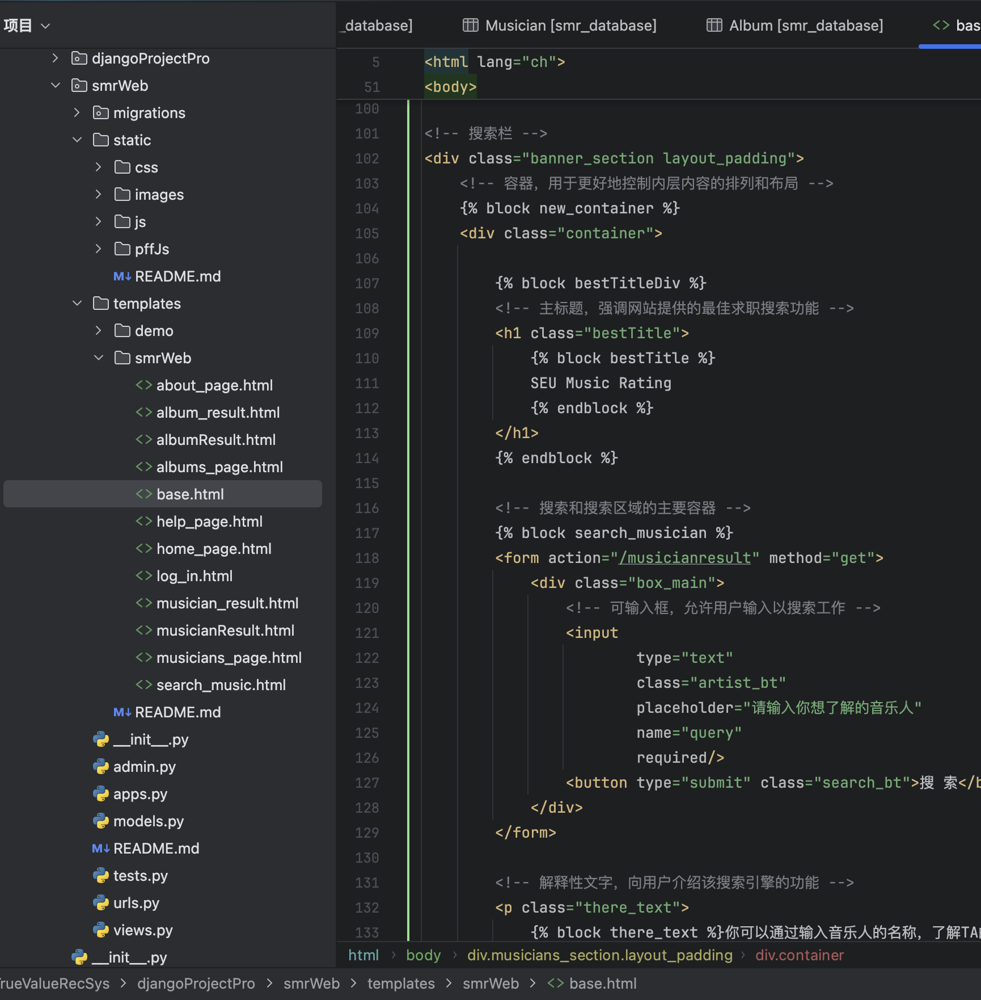 项目
djangoProjectPro
smrWeb
migrations
static
css
images
js
pffJs
M↓ README.md
templates
demo
smrWeb
<> about_page.html
<> album_result.html
<> albumResult.html
<> albums_page.html
<> base.html
<> help_page.html
<> home_page.html
<> log_in.html
<> musician_result.html
<> musicianResult.html
<> musicians_page.html
<> search_music.html
M↓ README.md
__init__.py
admin.py
apps.py
models.py
M↓ README.md
tests.py
urls.py
views.py
__init__.py
_database] Musician [smr_database] Album [smr_database] <> bas
5 <html lang="ch">
51 <body>
100
101 <!-- 搜索栏 -->
102 <div class="banner_section layout_padding">
103 <!-- 容器，用于更好地控制内层内容的排列和布局 -->
104 {% block new_container %}
105 <div class="container">
106
107 {% block bestTitleDiv %}
108 <!-- 主标题，强调网站提供的最佳求职搜索功能 -->
109 <h1 class="bestTitle">
110 {% block bestTitle %}
111 SEU Music Rating
112 {% endblock %}
113 </h1>
114 {% endblock %}
115
116 <!-- 搜索和搜索区域的主要容器 -->
117 {% block search_musician %}
118 <form action="/musicianresult" method="get">
119 <div class="box_main">
120 <!-- 可输入框，允许用户输入以搜索工作 -->
121 <input
122 type="text"
123 class="artist_bt"
124 placeholder="请输入你想了解的音乐人"
125 name="query"
126 required/>
127 <button type="submit" class="search_bt">搜 索</b
128 </div>
129 </form>
130
131 <!-- 解释性文字，向用户介绍该搜索引擎的功能 -->
132 <p class="there_text">
133 {% block there_text %}你可以通过输入音乐人的名称，了解TA
html > body > div.musicians_section.layout_padding > div.container
rueValueRecSys > djangoProjectPro > smrWeb > templates > smrWeb > <> base.html